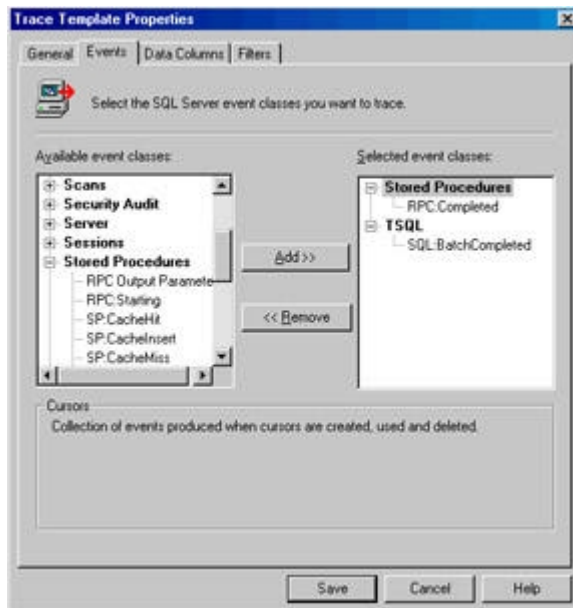 Trace Template Properties
General Events Data Columns Filters
Select the SQL Server event classes you want to trace.
Available event classes:
Scans
Security Audit
Server
Sessions
Stored Procedures
RPC Output Paramete
RPC:Starting
SP:CacheHit
SP:CacheInsert
SP:CacheMiss
Add >>
<< Remove
Selected event classes:
Stored Procedures
RPC:Completed
TSQL
SQL:BatchCompleted
Cursors
Collection of events produced when cursors are created, used and deleted.
Save Cancel Help